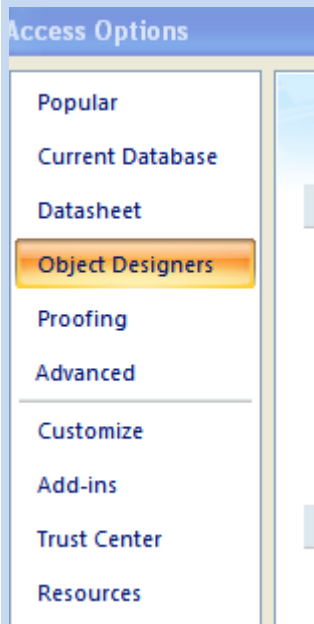 Access Options
Popular
Current Database
Datasheet
Object Designers
Proofing
Advanced
Customize
Add-ins
Trust Center
Resources